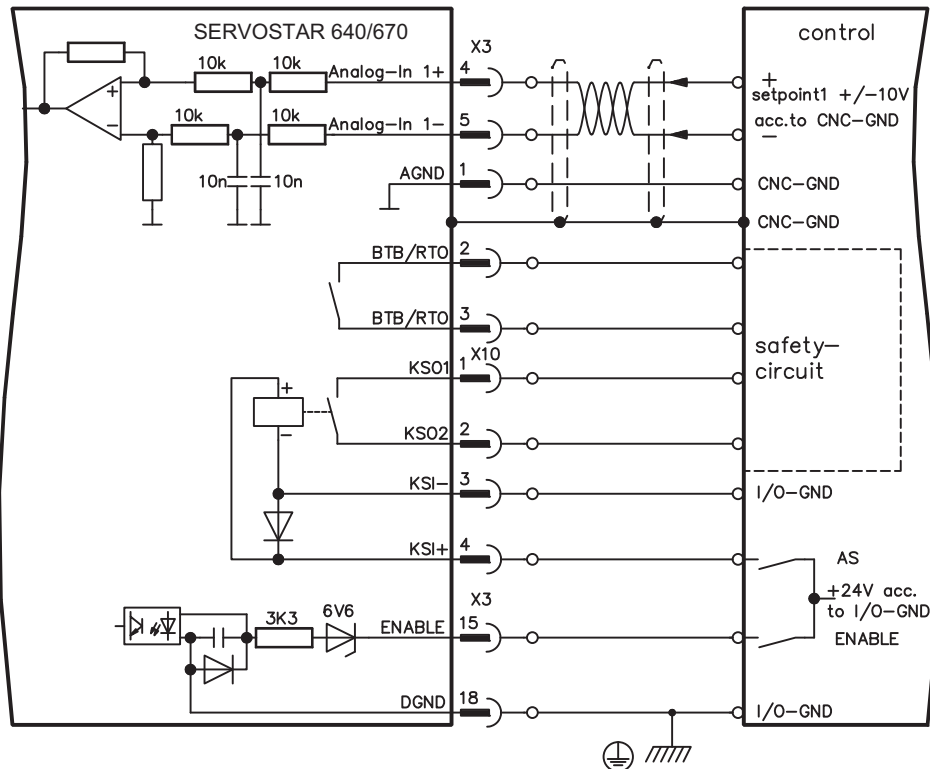 SERVOSTAR 640/670
control
X3
10k
10k
Analog-In 1+
4
+
+
setpoint1 +/-10V
acc.to CNC-GND
−
−
10k
10k
Analog-In 1-
5
10n
10n
AGND
1
CNC-GND
CNC-GND
BTB/RTO
2
BTB/RTO
3
safety-
circuit
X10
KSO1
1
+
−
KSO2
2
KSI-
3
I/O-GND
KSI+
4
AS
+24V acc.
to I/O-GND
X3
3K3
6V6
ENABLE
15
ENABLE
DGND
18
I/O-GND